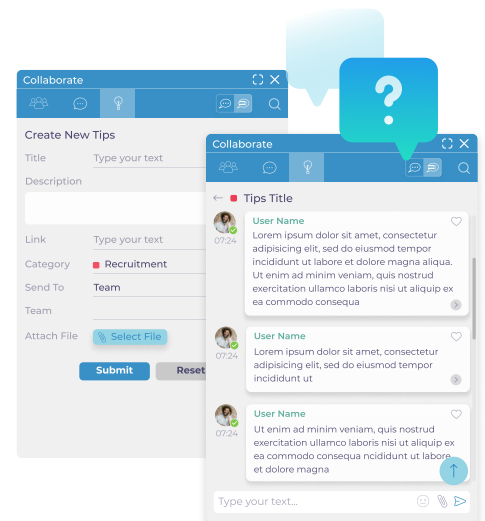 Collaborate
Create New Tips
Title Type your text
Description
Link Type your text
Category Recruitment
Send To Team
Team
Attach File Select File
Submit Reset
?
Collaborate
Tips Title
User Name
Lorem ipsum dolor sit amet, consectetur
adipisicing elit, sed do eiusmod tempor
incididunt ut labore et dolore magna aliqua.
Ut enim ad minim veniam, quis nostrud
exercitation ullamco laboris nisi ut aliquip ex
ea commodo consequa
07:24
User Name
Lorem ipsum dolor sit amet, consectetur
adipisicing elit, sed do eiusmod tempor
incididunt ut
07:24
User Name
Ut enim ad minim veniam, quis nostrud
exercitation ullamco laboris nisi ut aliquip ex
ea commodo consequa ncididunt ut labore
et dolore magna
07:24
Type your text...